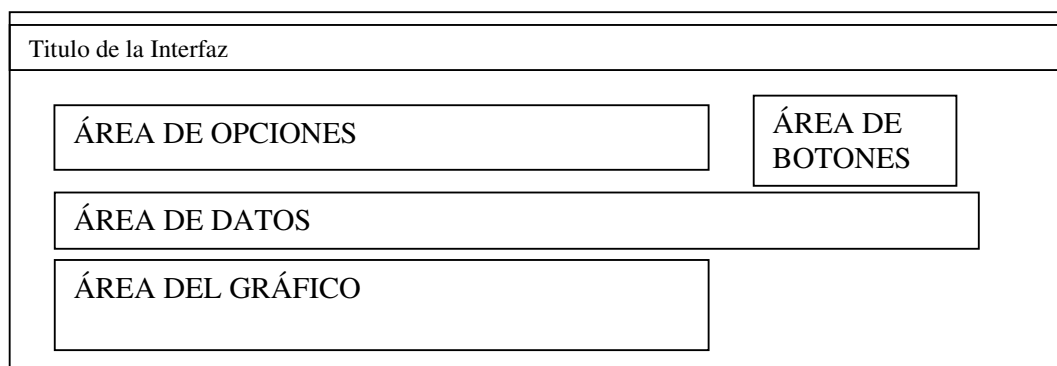 Titulo de la Interfaz
ÁREA DE OPCIONES
ÁREA DE
BOTONES
ÁREA DE DATOS
ÁREA DEL GRÁFICO